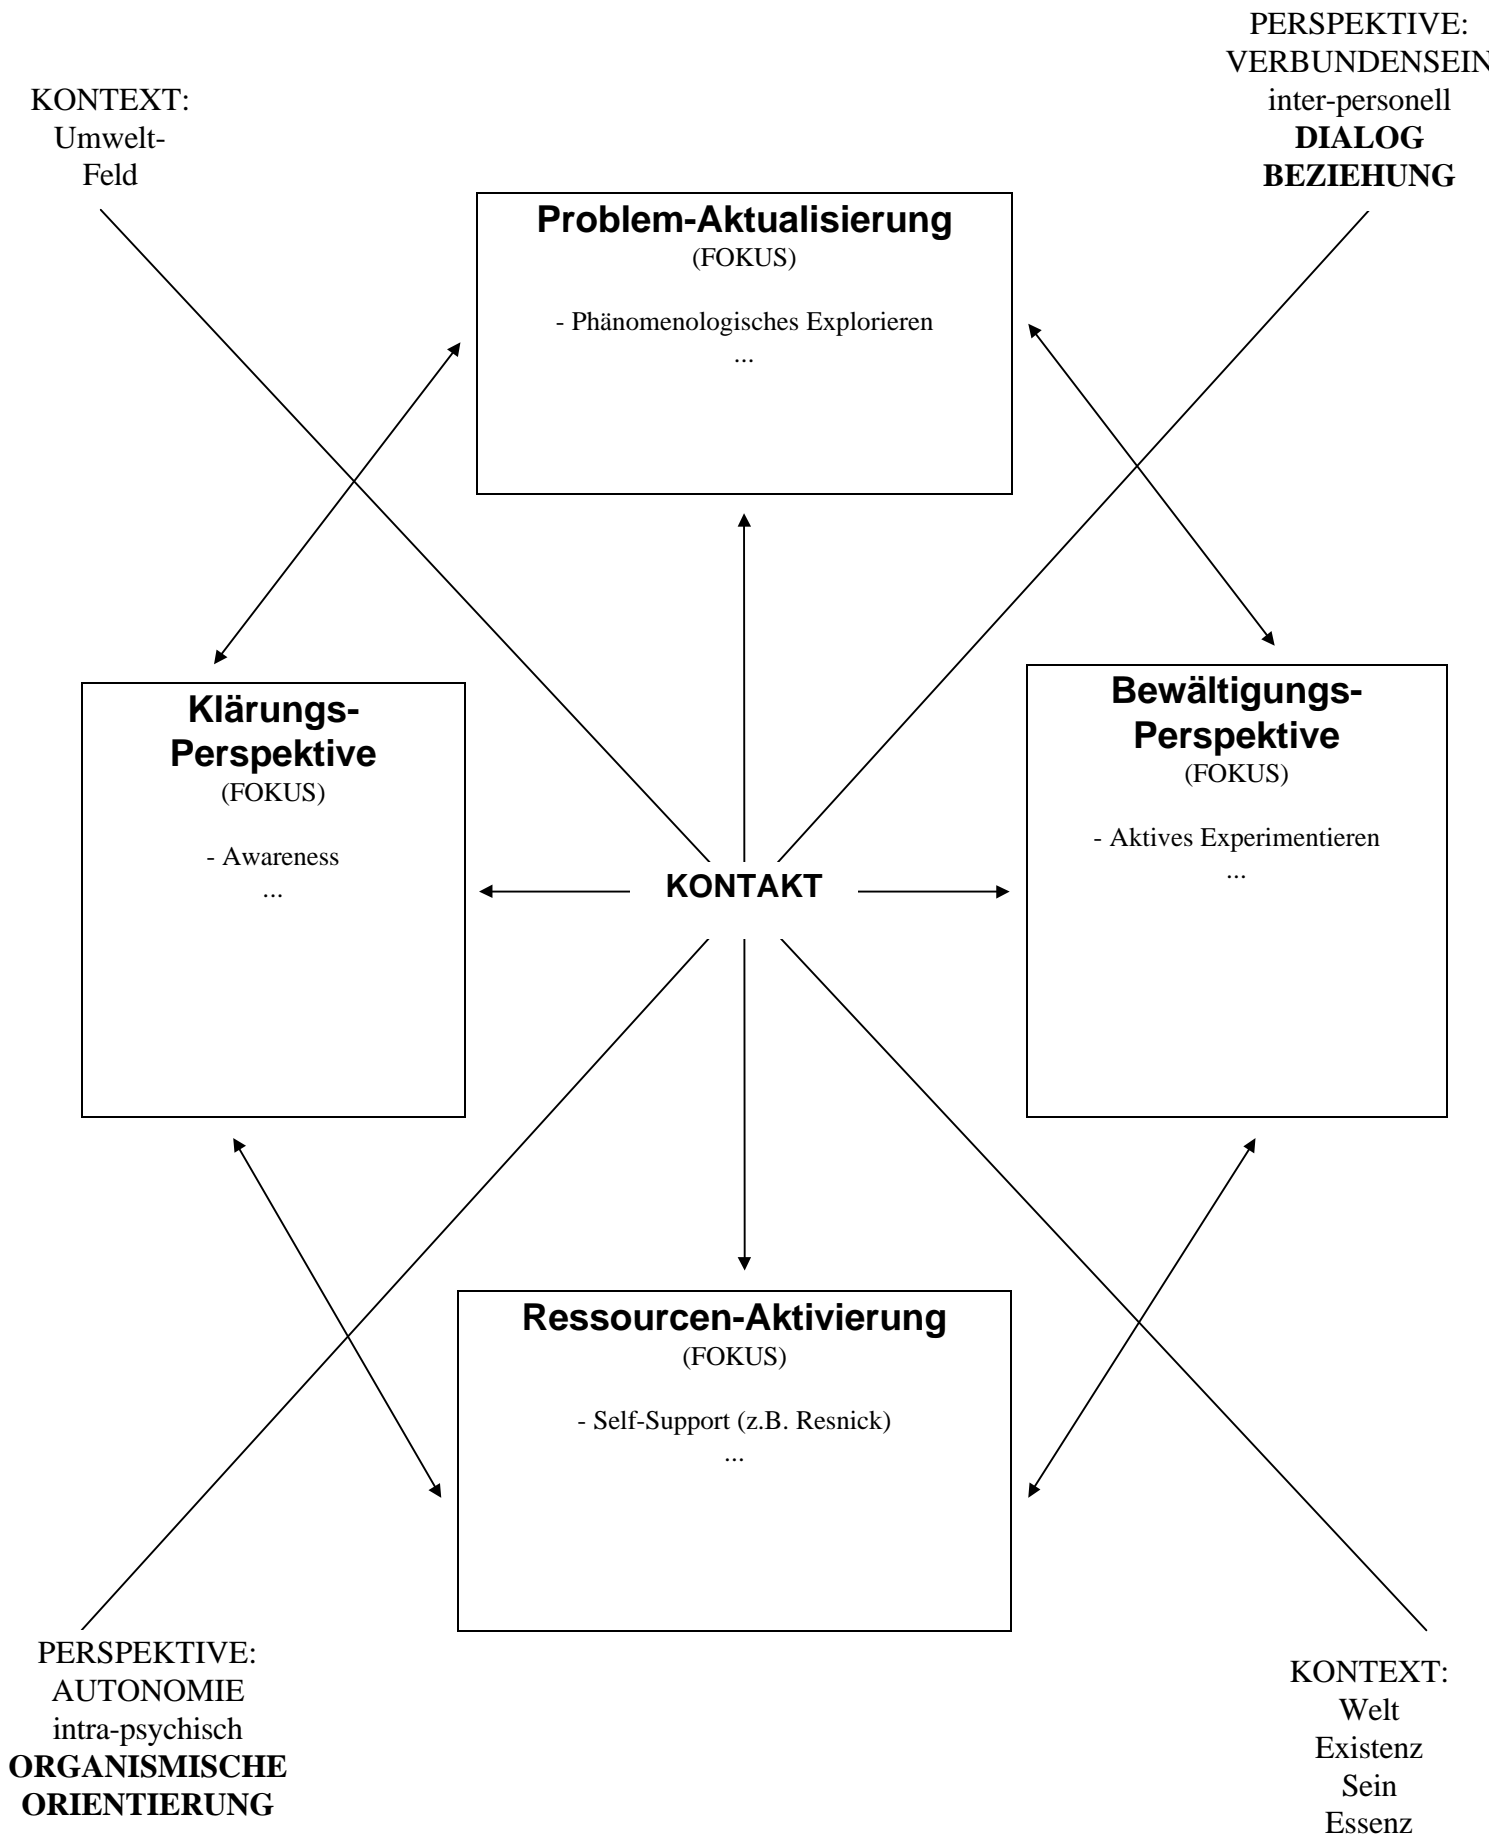 PERSPEKTIVE:
VERBUNDENSEIN
inter-personell
DIALOG
BEZIEHUNG
KONTEXT:
Umwelt-
Feld
Problem-Aktualisierung
(FOKUS)
- Phänomenologisches Explorieren
...
Klärungs-
Perspektive
(FOKUS)
- Awareness
...
KONTAKT
Bewältigungs-
Perspektive
(FOKUS)
- Aktives Experimentieren
...
Ressourcen-Aktivierung
(FOKUS)
- Self-Support (z.B. Resnick)
...
PERSPEKTIVE:
AUTONOMIE
intra-psychisch
ORGANISMISCHE
ORIENTIERUNG
KONTEXT:
Welt
Existenz
Sein
Essenz